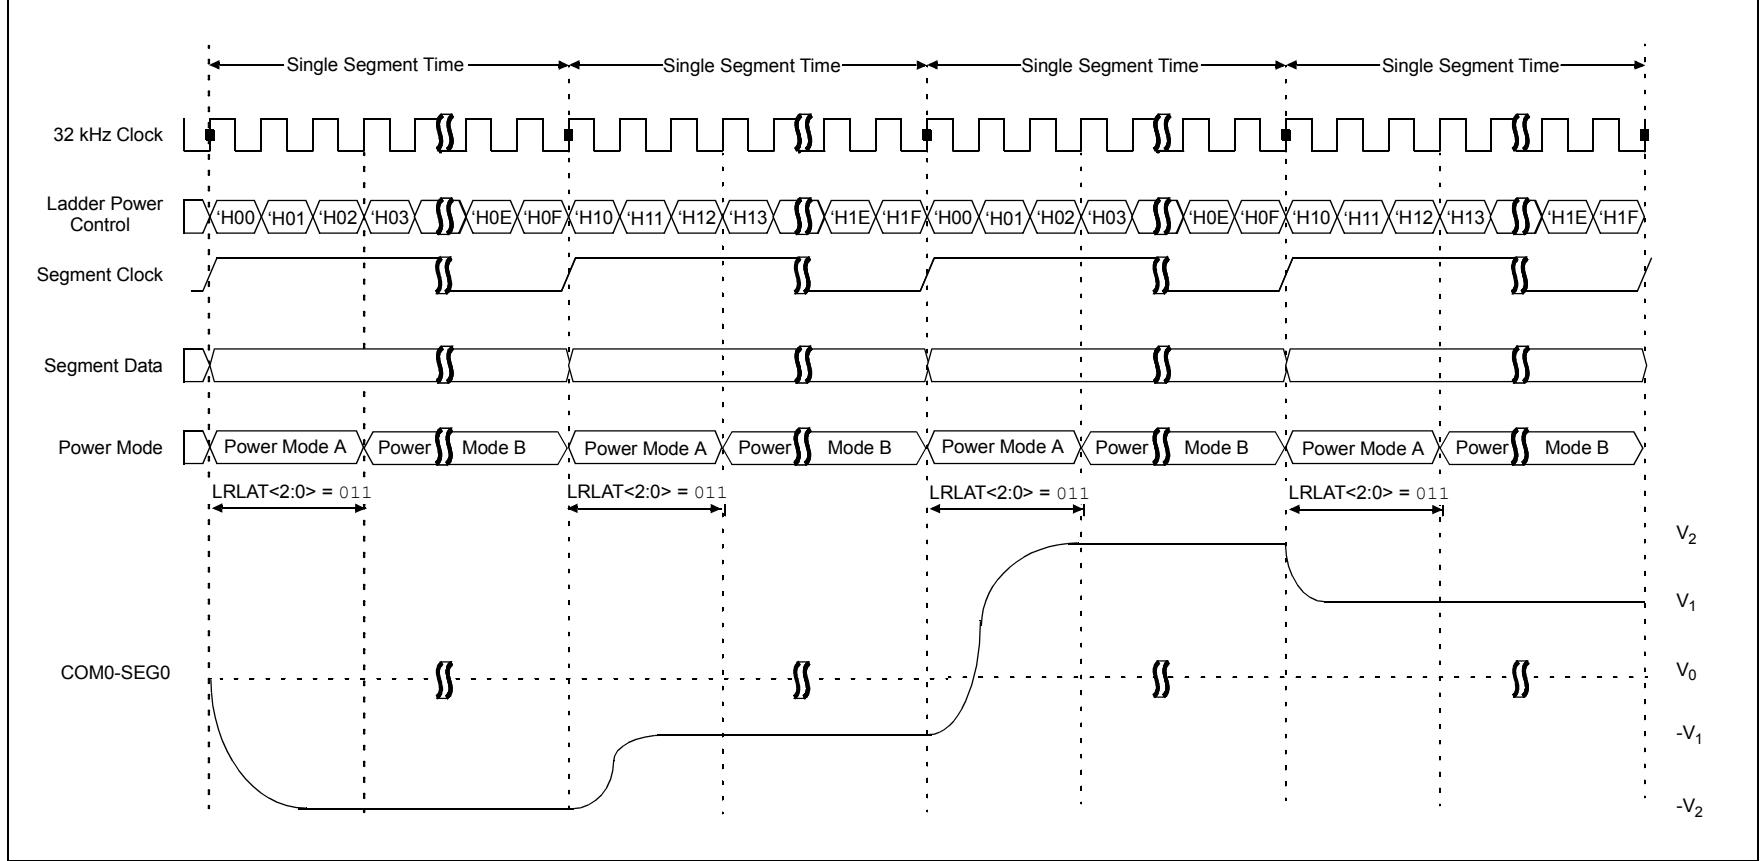 Single Segment Time Single Segment Time Single Segment Time Single Segment Time
32 kHz Clock
Ladder Power
Control
‘H00 ‘H01 ‘H02 ‘H03 ‘H0E ‘H0F ‘H10 ‘H11 ‘H12 ‘H13 ‘H1E ‘H1F ‘H00 ‘H01 ‘H02 ‘H03 ‘H0E ‘H0F ‘H10 ‘H11 ‘H12 ‘H13 ‘H1E ‘H1F
Segment Clock
Segment Data
Power Mode Power Mode A Power Mode B Power Mode A Power Mode B Power Mode A Power Mode B Power Mode A Power Mode B
LRLAT<2:0> = 011 LRLAT<2:0> = 011 LRLAT<2:0> = 011 LRLAT<2:0> = 011
V2
V1
COM0-SEG0 V0
-V1
-V2